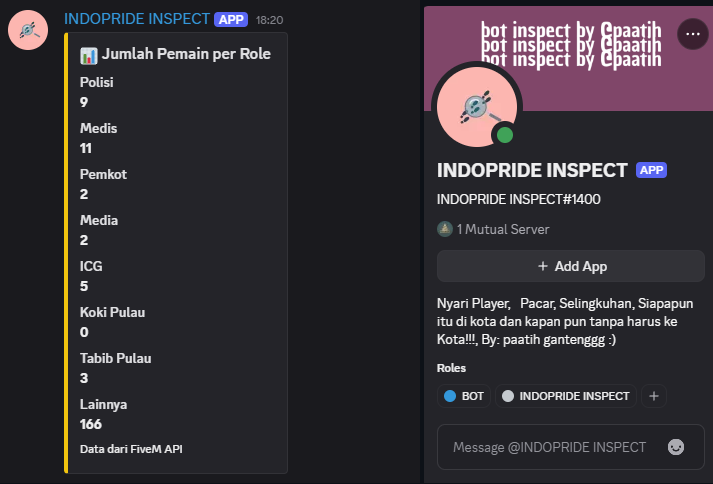 INDOPRIDE INSPECT APP 18:20
📊 Jumlah Pemain per Role
Polisi
9
Medis
11
Pemkot
2
Media
2
ICG
5
Koki Pulau
0
Tabib Pulau
3
Lainnya
166
Data dari FiveM API
bot inspect by @paatih
bot inspect by @paatih
bot inspect by @paatih
INDOPRIDE INSPECT APP
INDOPRIDE INSPECT#1400
1 Mutual Server
+ Add App
Nyari Player, Pacar, Selingkuhan, Siapapun
itu di kota dan kapan pun tanpa harus ke
Kota!!!, By: paatih gantenggg :)
Roles
BOT INDOPRIDE INSPECT +
Message @INDOPRIDE INSPECT